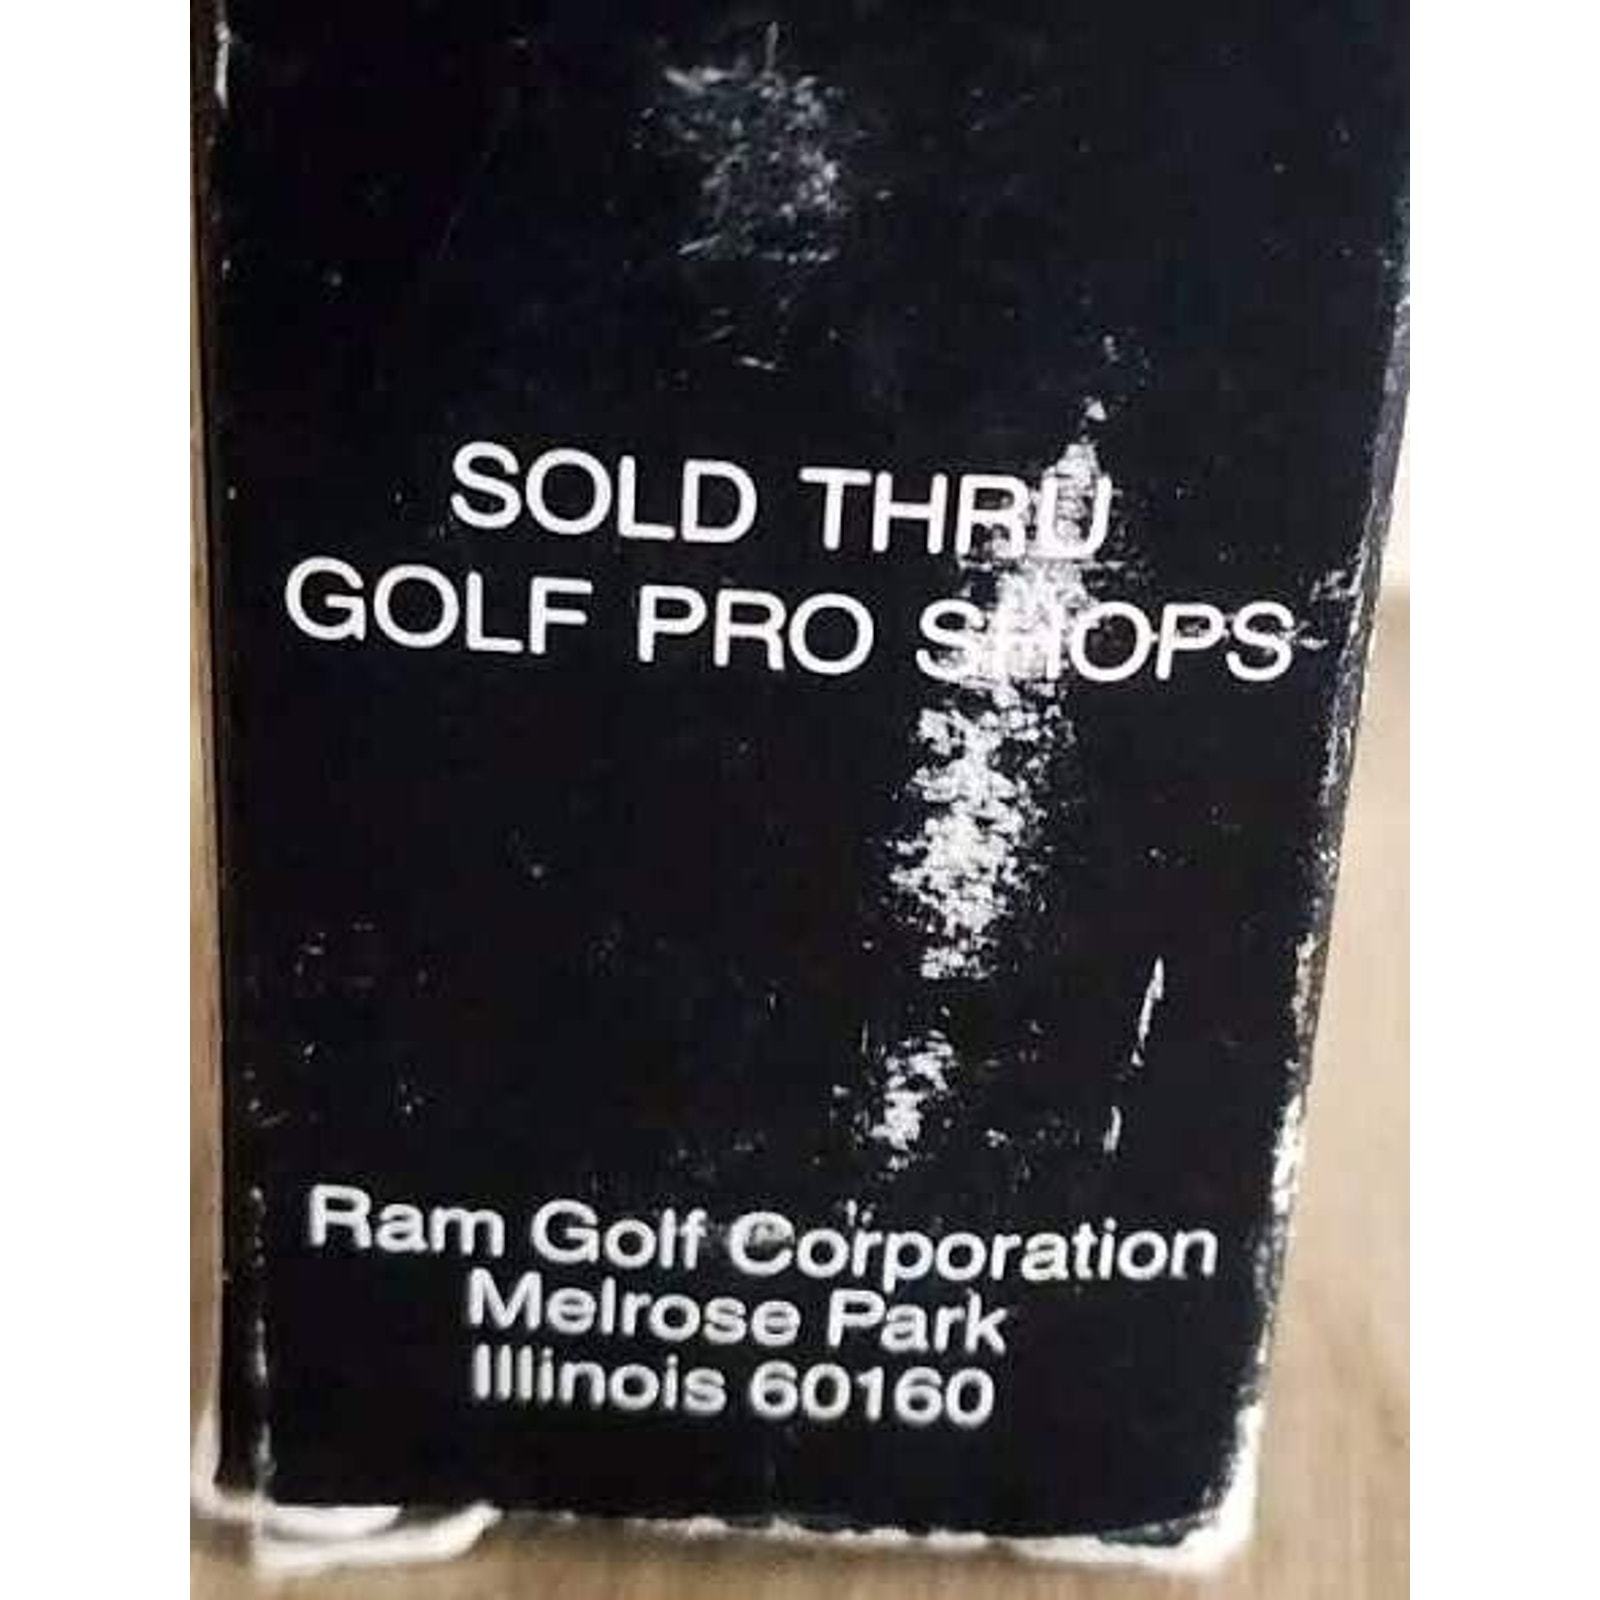 SOLD THRU
GOLF PRO SHOPS
Ram Golf Corporation
Melrose Park
Illinois 60160